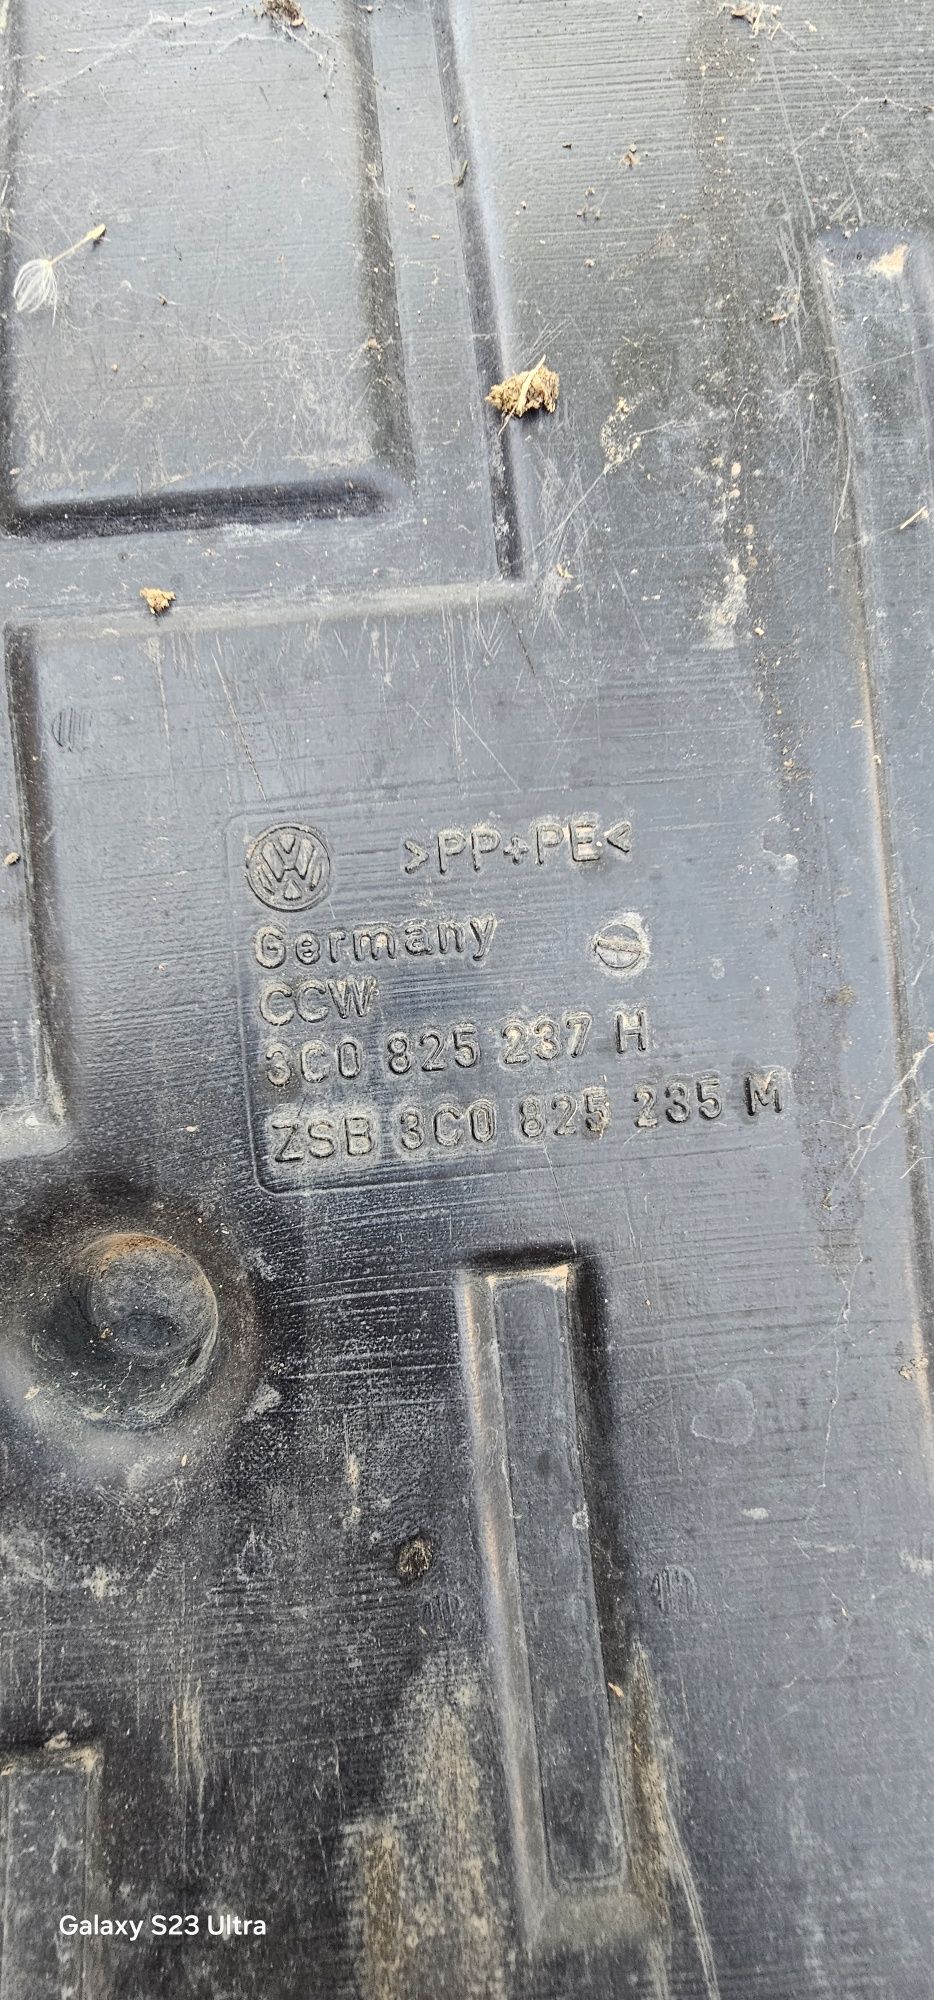 >PP+PE<
Germany
CCW
3C0 825 237 H
ZSB 3C0 825 235 M
Galaxy S23 Ultra